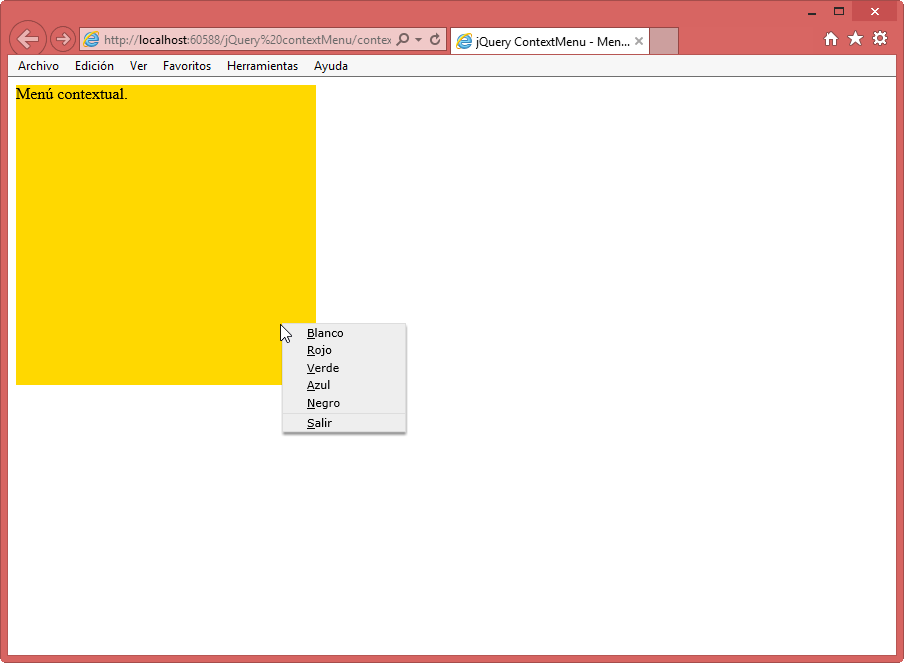 http://localhost:60588/jQuery%20contextMenu/contex
jQuery ContextMenu - Men...
Archivo Edición Ver Favoritos Herramientas Ayuda
Menú contextual.
Blanco
Rojo
Verde
Azul
Negro
Salir